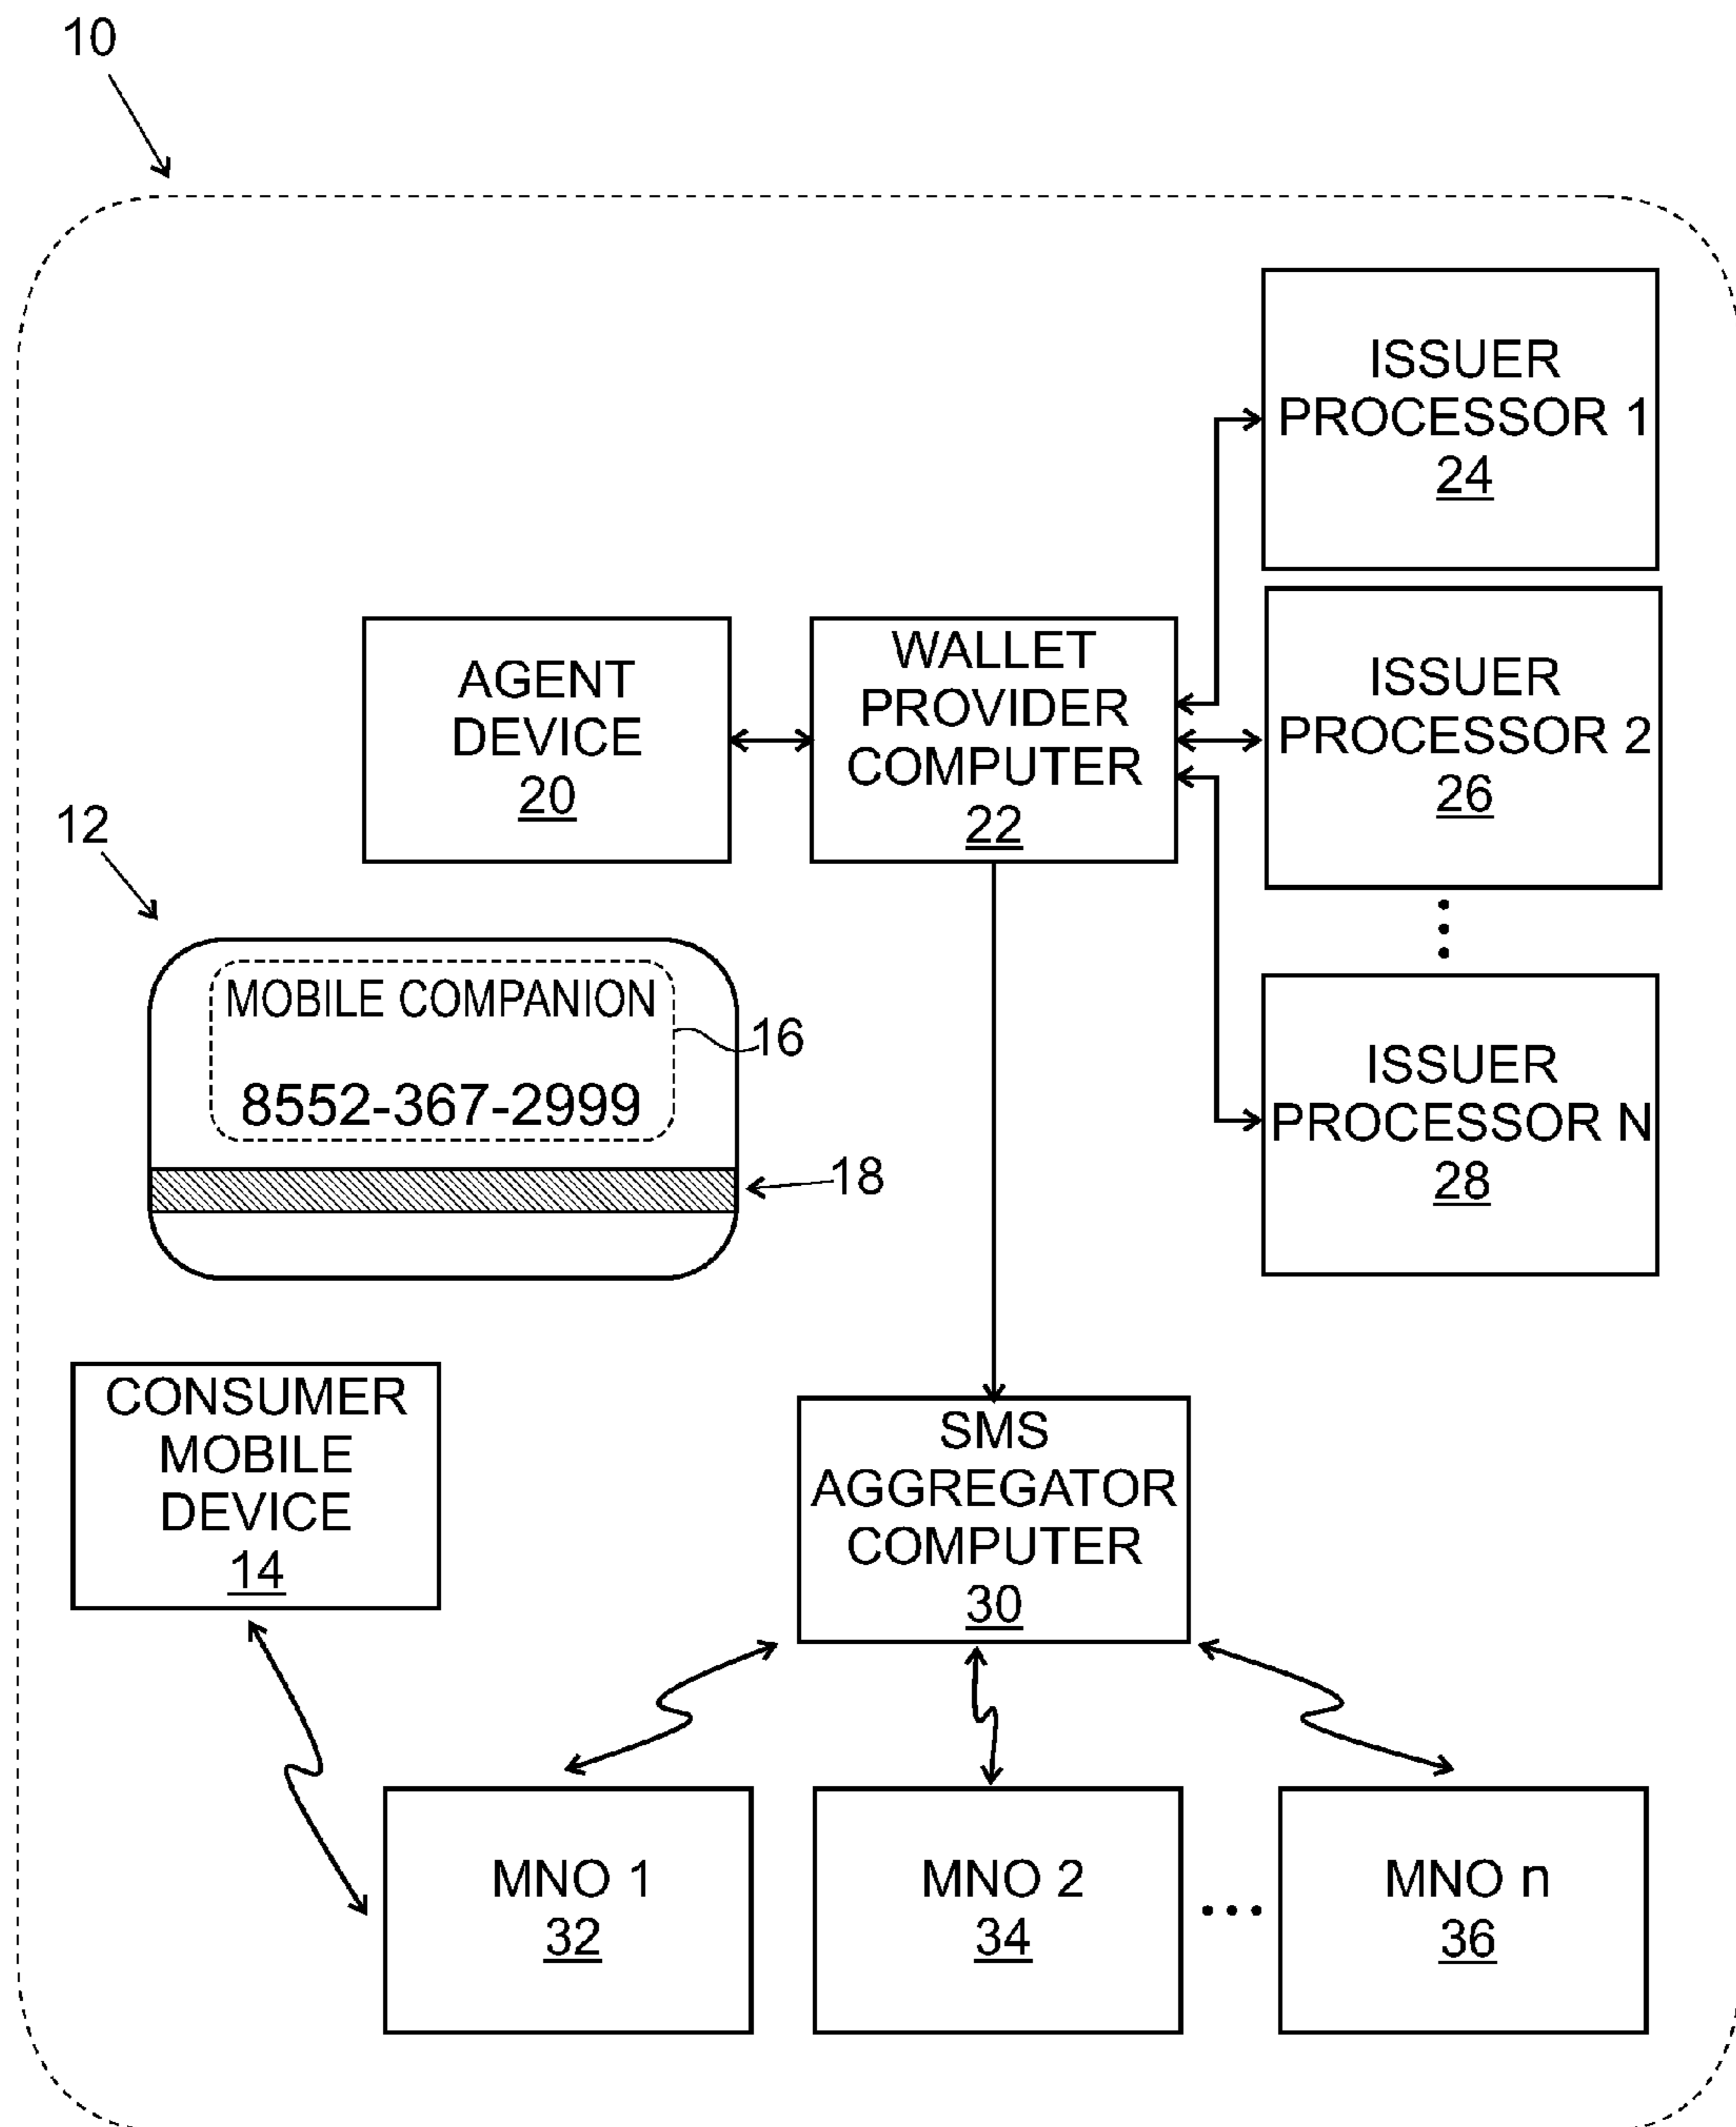 10
ISSUER
PROCESSOR 1
24
WALLET
PROVIDER
COMPUTER
22
AGENT
DEVICE
20
ISSUER
PROCESSOR 2
26
12
MOBILE COMPANION
16
8552-367-2999
18
ISSUER
PROCESSOR N
28
CONSUMER
MOBILE
DEVICE
14
SMS
AGGREGATOR
COMPUTER
30
MNO 1
32
MNO 2
34
MNO n
36